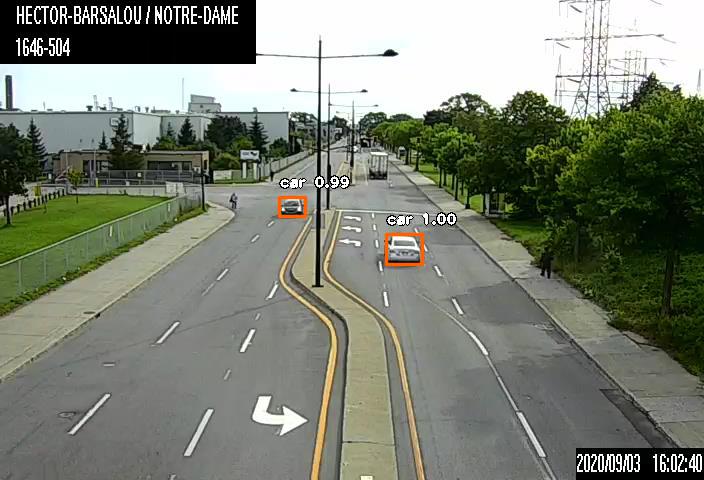 HECTOR-BARSALOU / NOTRE-DAME
1646-504
car 0.99
car 1.00
2020/09/03 16:02:40